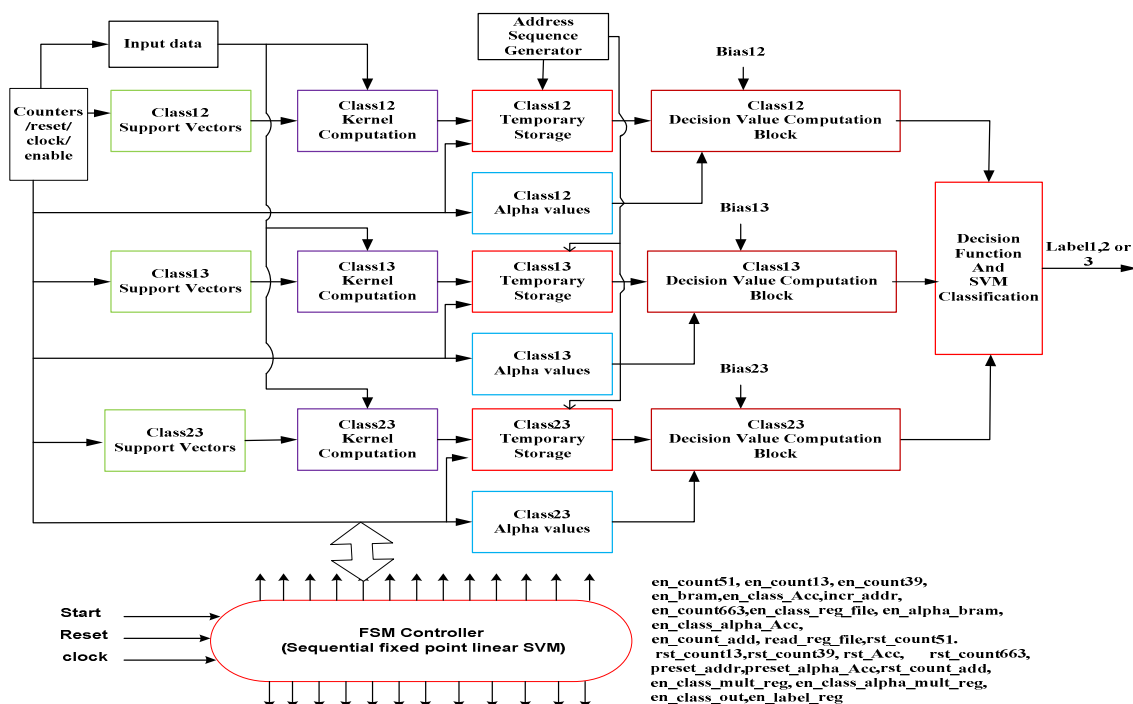 Address
Sequence
Generator
Input data
Bias12
Counters
/reset/
clock/
enable
Class12
Support Vectors
Class12
Kernel
Computation
Class12
Temporary
Storage
Class12
Decision Value Computation
Block
Class12
Alpha values
Bias13
Class13
Support Vectors
Class13
Kernel
Computation
Class13
Temporary
Storage
Class13
Decision Value Computation
Block
Decision
Function
And
SVM
Classification
Label1,2 or
3
Class13
Alpha values
Bias23
Class23
Support Vectors
Class23
Kernel
Computation
Class23
Temporary
Storage
Class23
Decision Value Computation
Block
Class23
Alpha values
Start
Reset
clock
FSM Controller
(Sequential fixed point linear SVM)
en_count51, en_count13, en_count39,
en_bram,en_class_Acc,incr_addr,
en_count663,en_class_reg_file, en_alpha_bram,
en_class_alpha_Acc,
en_count_add, read_reg_file,rst_count51.
rst_count13,rst_count39, rst_Acc, rst_count663,
preset_addr,preset_alpha_Acc,rst_count_add,
en_class_mult_reg, en_class_alpha_mult_reg,
en_class_out,en_label_reg